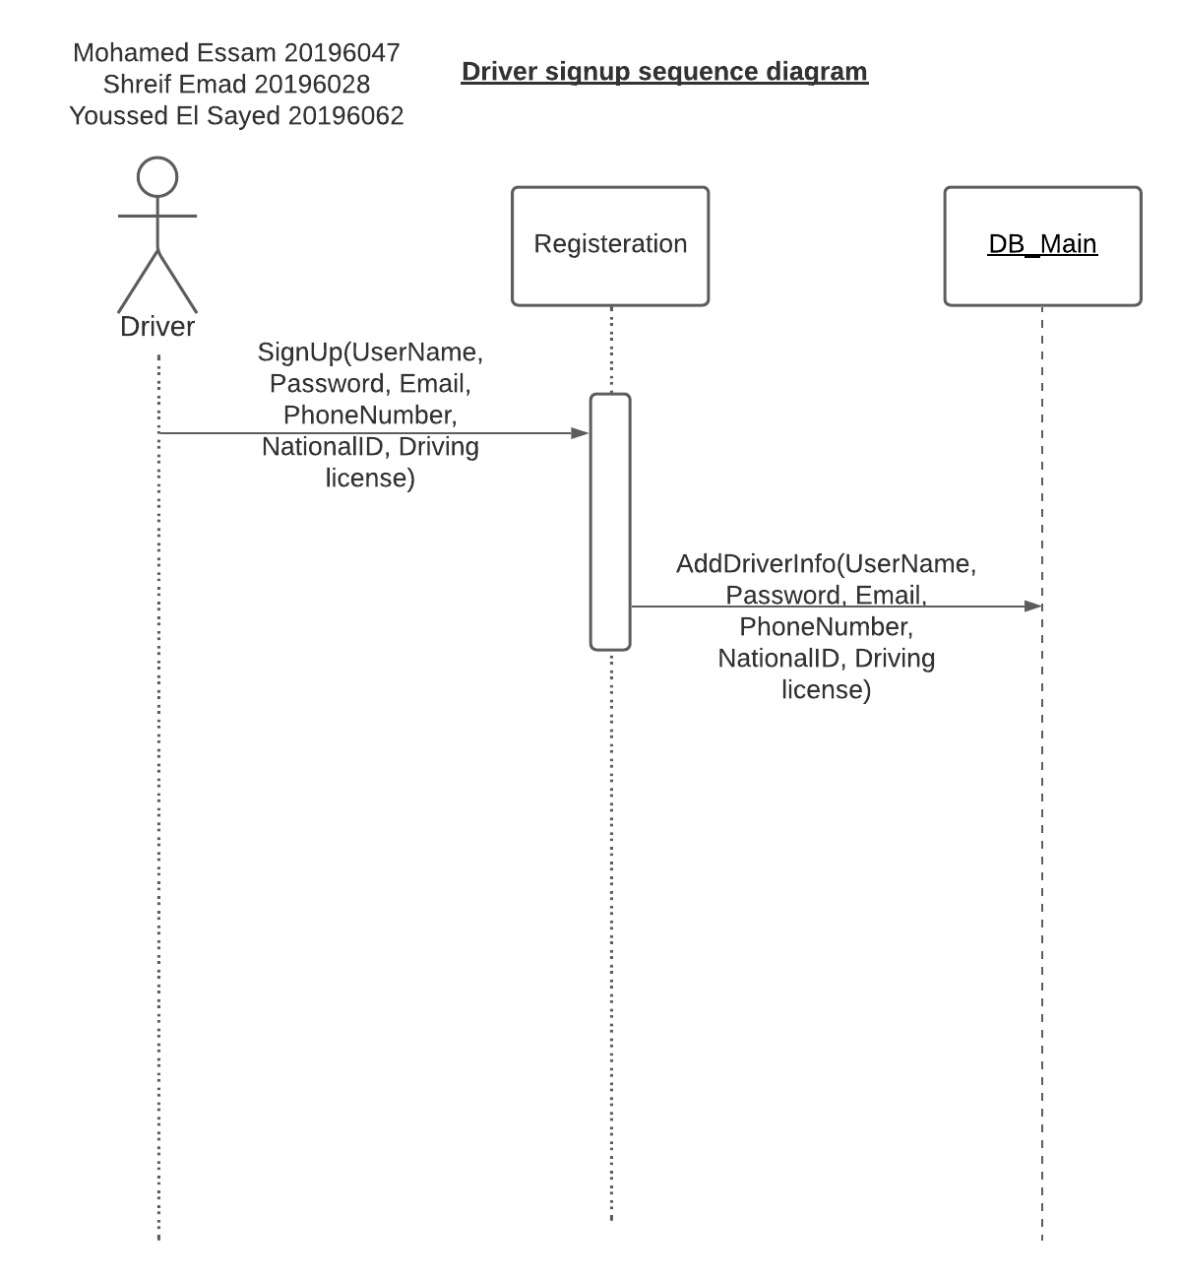 Mohamed Essam 20196047
Shreif Emad 20196028
Youssed El Sayed 20196062
Driver signup sequence diagram
Registeration
DB_Main
Driver
SignUp(UserName,
Password, Email,
PhoneNumber,
NationalID, Driving
license)
AddDriverInfo(UserName,
Password, Email,
PhoneNumber,
NationalID, Driving
license)